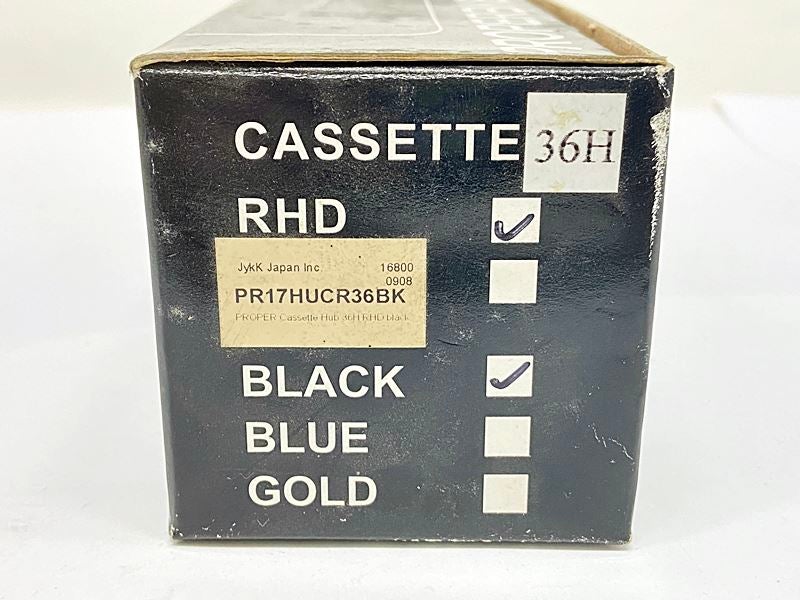 CASSETTE 36H
RHD
JykK Japan Inc. 16800
0908
PR17HUCR36BK
PROPER Cassette Hub 36H RHD black
BLACK
BLUE
GOLD